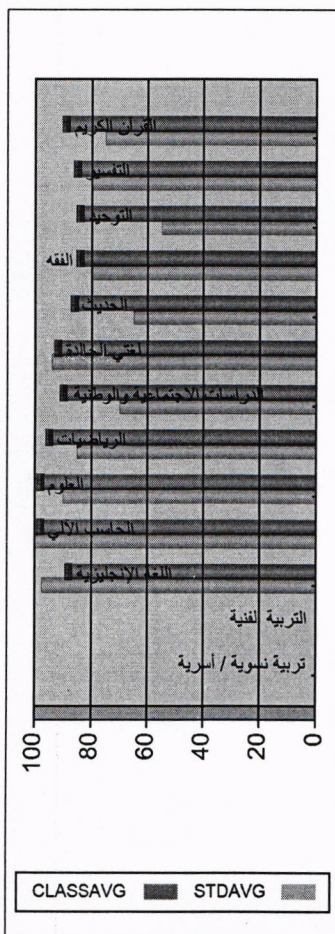 القرآن الكريم
التفسير
التوحيد
الفقه
الحديث
لغتي الخالدة
الدراسات الاجتماعية والوطنية
الرياضيات
العلوم
الحاسب الآلي
اللغة الإنجليزية
التربية لفنية
تربية نسوية / أسرية
100 80 60 40 20 0
CLASSAVG STDAVG